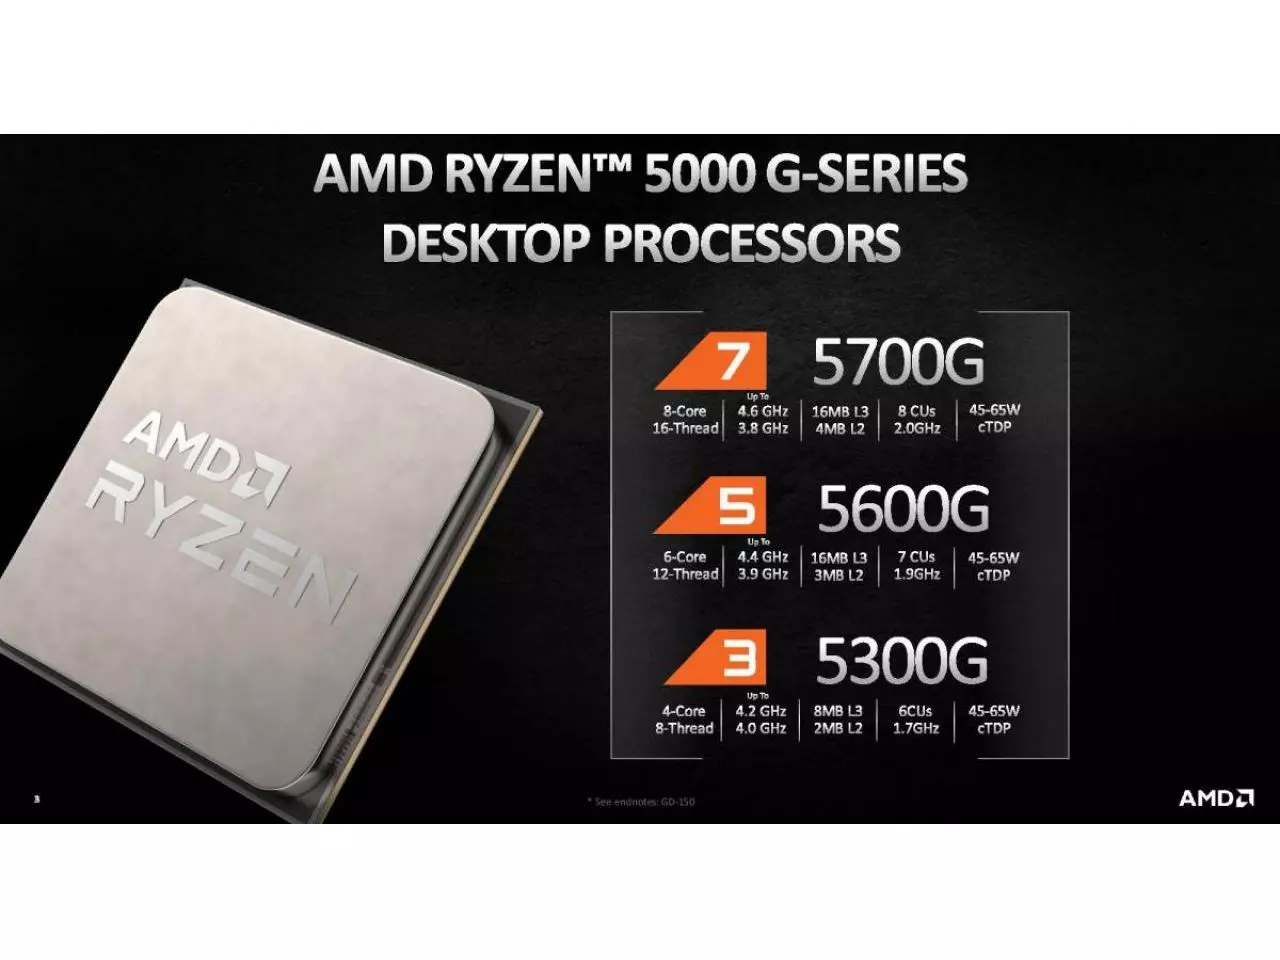 AMD RYZEN™ 5000 G-SERIES
DESKTOP PROCESSORS
AMD
RYZEN
7 5700G
8-Core
16-Thread
Up To
4.6 GHz
3.8 GHz
16MB L3
4MB L2
8 CUs
2.0GHz
45-65W
cTDP
5 5600G
6-Core
12-Thread
Up To
4.4 GHz
3.9 GHz
16MB L3
3MB L2
7 CUs
1.9GHz
45-65W
cTDP
3 5300G
4-Core
8-Thread
Up To
4.2 GHz
4.0 GHz
8MB L3
2MB L2
6CUs
1.7GHz
45-65W
cTDP
3
* See endnotes: GD-150
AMD